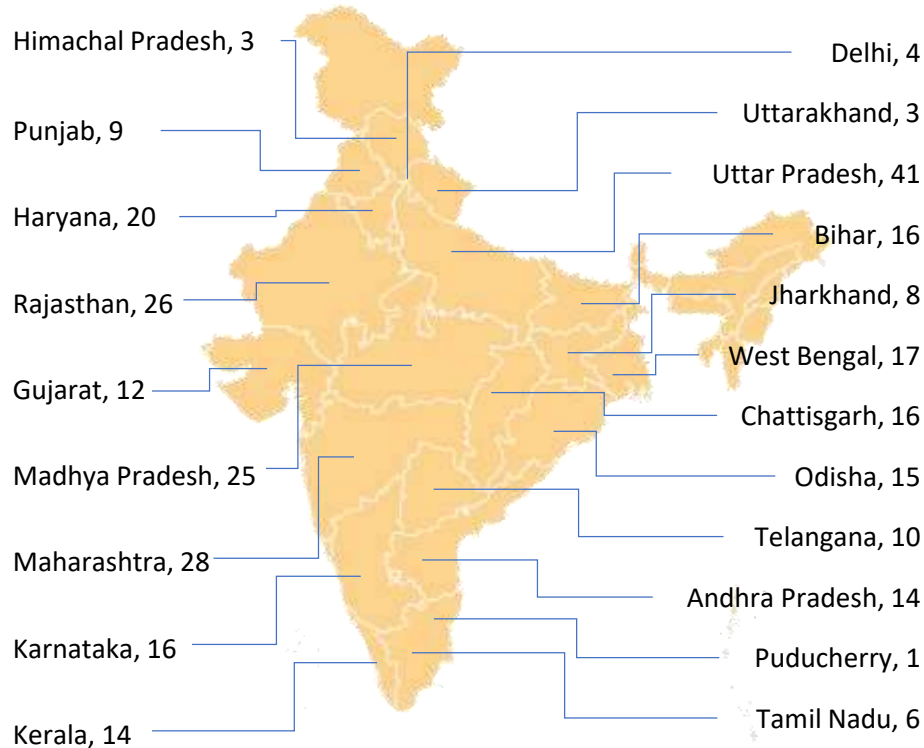 Himachal Pradesh, 3
Punjab, 9
Haryana, 20
Rajasthan, 26
Gujarat, 12
Madhya Pradesh, 25
Maharashtra, 28
Karnataka, 16
Kerala, 14
Delhi, 4
Uttarakhand, 3
Uttar Pradesh, 41
Bihar, 16
Jharkhand, 8
West Bengal, 17
Chattisgarh, 16
Odisha, 15
Telangana, 10
Andhra Pradesh, 14
Puducherry, 1
Tamil Nadu, 6